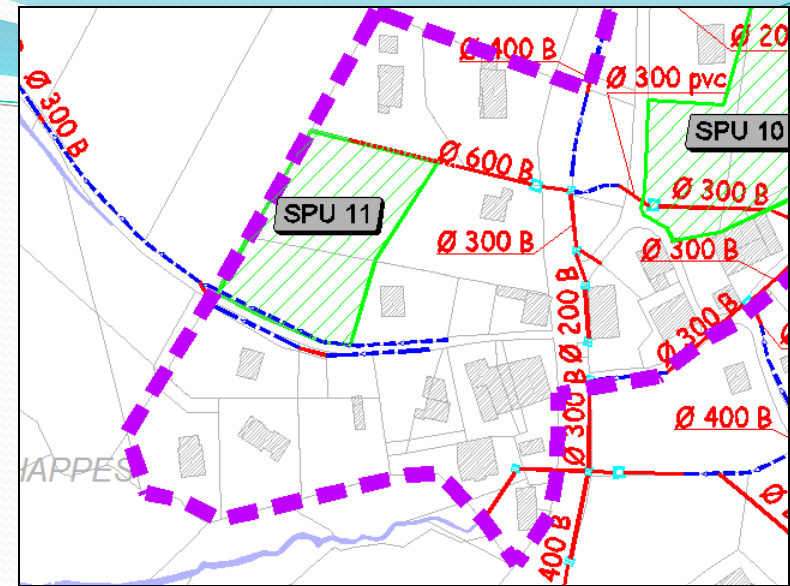 Ø 400 B
Ø 20
Ø 300 B
Ø 300 pvc
SPU 10
Ø 600 B
Ø 300 B
SPU 11
Ø 300 B
Ø 300 B
Ø 200 B
Ø 300 B
Ø 300 B
Ø 400 B
HAPPES
400 B